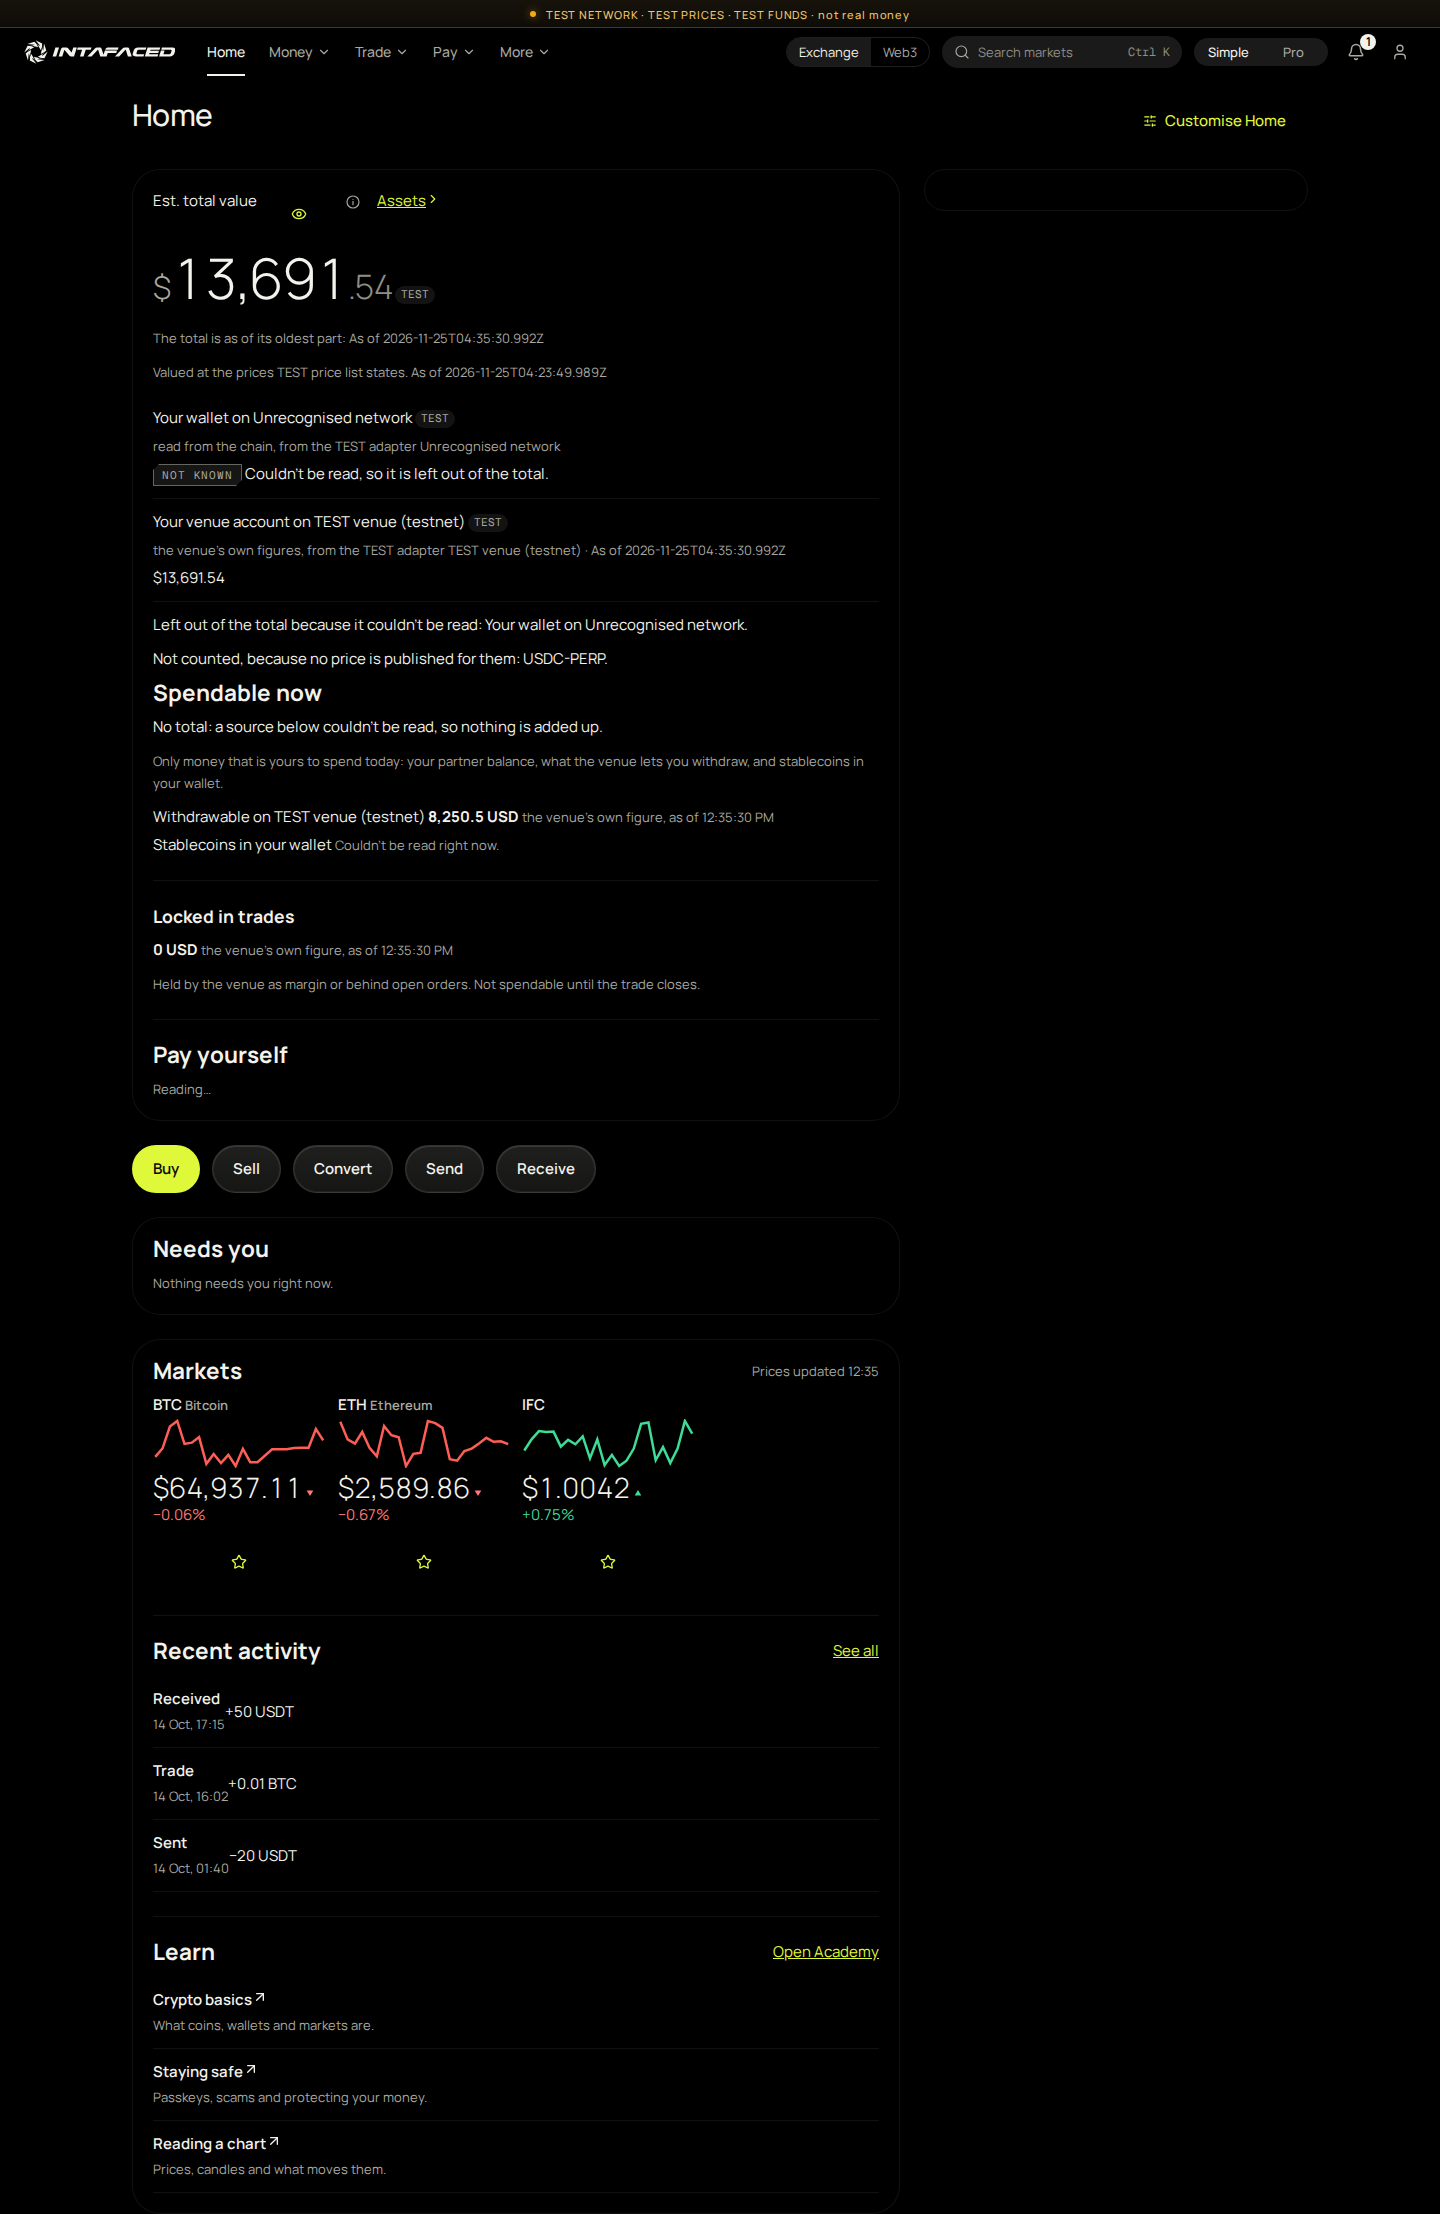 TEST NETWORK · TEST PRICES · TEST FUNDS · not real money
INTAFACED Home Money Trade Pay More Exchange Web3 Search markets Ctrl K Simple Pro 1
Home
Customise Home
Est. total value Assets
$13,691.54 TEST
The total is as of its oldest part: As of 2026-11-25T04:35:30.992Z
Valued at the prices TEST price list states. As of 2026-11-25T04:23:49.989Z
Your wallet on Unrecognised network TEST
read from the chain, from the TEST adapter Unrecognised network
NOT KNOWN Couldn't be read, so it is left out of the total.
Your venue account on TEST venue (testnet) TEST
the venue's own figures, from the TEST adapter TEST venue (testnet) · As of 2026-11-25T04:35:30.992Z
$13,691.54
Left out of the total because it couldn't be read: Your wallet on Unrecognised network.
Not counted, because no price is published for them: USDC-PERP.
Spendable now
No total: a source below couldn't be read, so nothing is added up.
Only money that is yours to spend today: your partner balance, what the venue lets you withdraw, and stablecoins in
your wallet.
Withdrawable on TEST venue (testnet) 8,250.5 USD the venue's own figure, as of 12:35:30 PM
Stablecoins in your wallet Couldn't be read right now.
Locked in trades
0 USD the venue's own figure, as of 12:35:30 PM
Held by the venue as margin or behind open orders. Not spendable until the trade closes.
Pay yourself
Reading…
Buy Sell Convert Send Receive
Needs you
Nothing needs you right now.
Markets Prices updated 12:35
BTC Bitcoin ETH Ethereum IFC
$64,937.11 $2,589.86 $1.0042
−0.06% −0.67% +0.75%
Recent activity See all
Received
+50 USDT
14 Oct, 17:15
Trade
+0.01 BTC
14 Oct, 16:02
Sent
−20 USDT
14 Oct, 01:40
Learn Open Academy
Crypto basics
What coins, wallets and markets are.
Staying safe
Passkeys, scams and protecting your money.
Reading a chart
Prices, candles and what moves them.